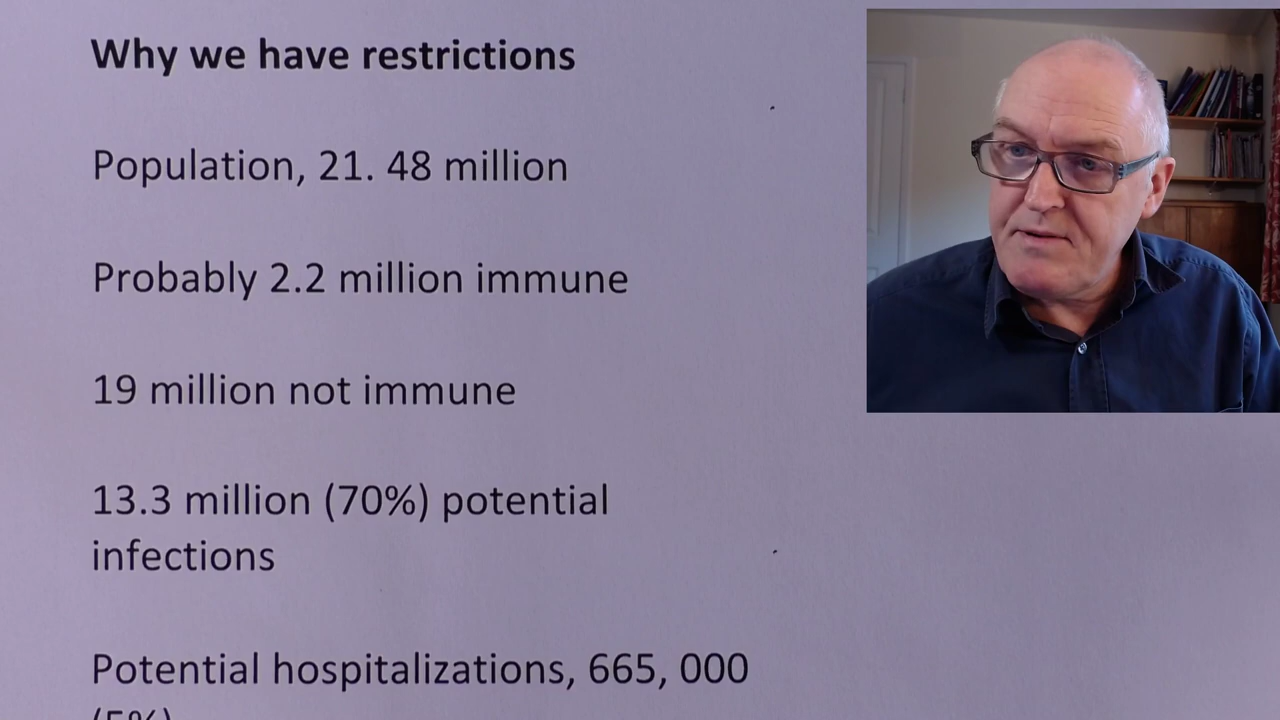 Why we have restrictions
Population, 21. 48 million
Probably 2.2 million immune
19 million not immune
13.3 million (70%) potential
infections
Potential hospitalizations, 665, 000
(5%)